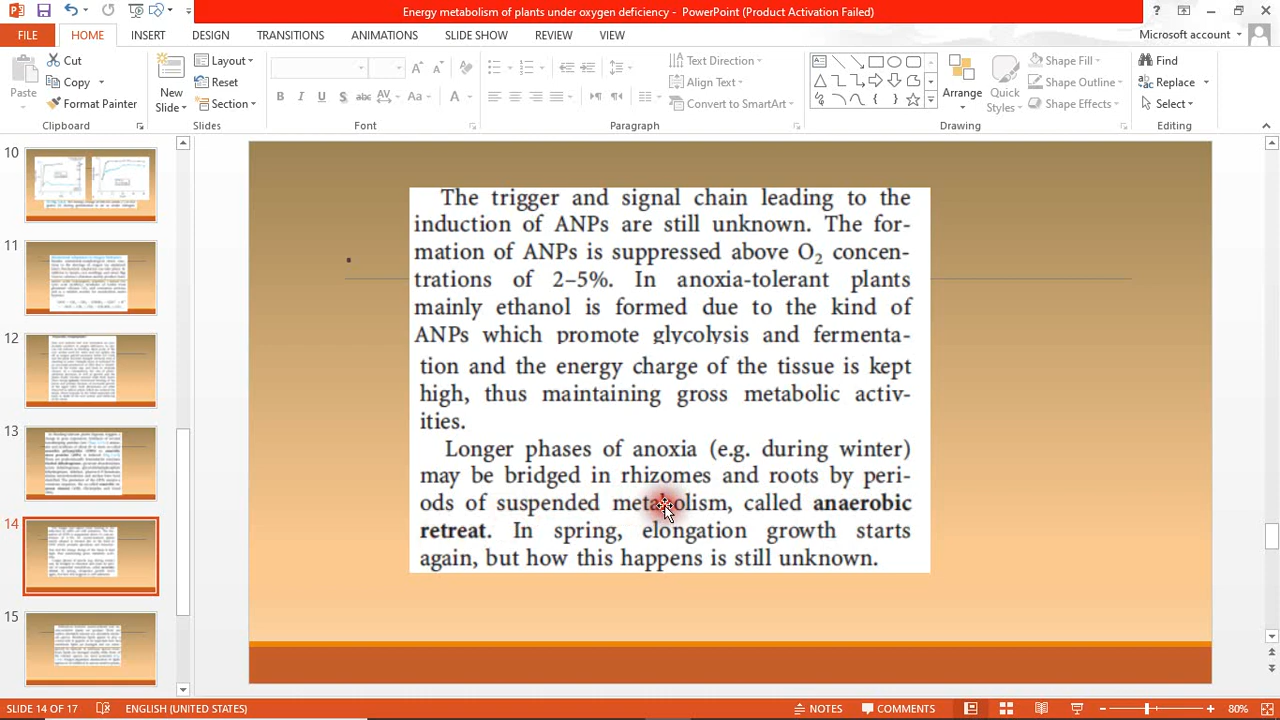 Energy metabolism of plants under oxygen deficiency - PowerPoint (Product Activation Failed)
FILE HOME INSERT DESIGN TRANSITIONS ANIMATIONS SLIDE SHOW REVIEW VIEW Microsoft account
Cut
Copy
Format Painter
Paste
Clipboard
New
Slide
Layout
Reset
Section
Slides
B I U S abc AV Aa A
Font
Text Direction
Align Text
Convert to SmartArt
Paragraph
Arrange
Quick
Styles
Shape Fill
Shape Outline
Shape Effects
Drawing
Find
Replace
Select
Editing
10
11
12
13
14
15
The trigger and signal chain leading to the
induction of ANPs are still unknown. The for-
mation of ANPs is suppressed above O₂ concen-
trations of 2–5%. In anoxia-tolerant plants
mainly ethanol is formed due to the kind of
ANPs which promote glycolysis and fermenta-
tion and the energy charge of the tissue is kept
high, thus maintaining gross metabolic activ-
ities.
Longer phases of anoxia (e.g. during winter)
may be bridged in rhizomes and roots by peri-
ods of suspended metabolism, called anaerobic
retreat. In spring, elongation growth starts
again, but how this happens is still unknown.
SLIDE 14 OF 17 ENGLISH (UNITED STATES) NOTES COMMENTS 80%